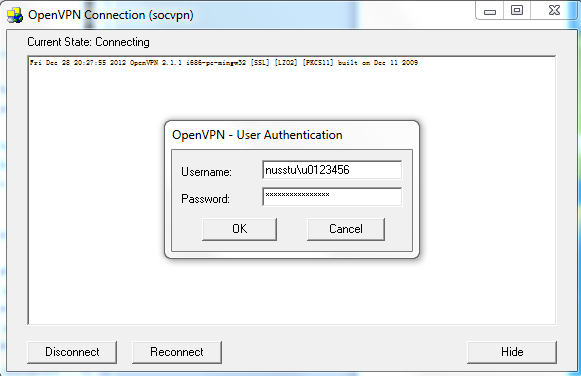 OpenVPN Connection (socvpn)
Current State: Connecting
Fri Dec 28 20:27:55 2012 OpenVPN 2.1.1 i686-pc-mingw32 [SSL] [LZO2] [PKCS11] built on Dec 11 2009
OpenVPN - User Authentication
Username: nusstu\u0123456
Password: xxxxxxxxxxxxxxxx
OK Cancel
Disconnect Reconnect Hide